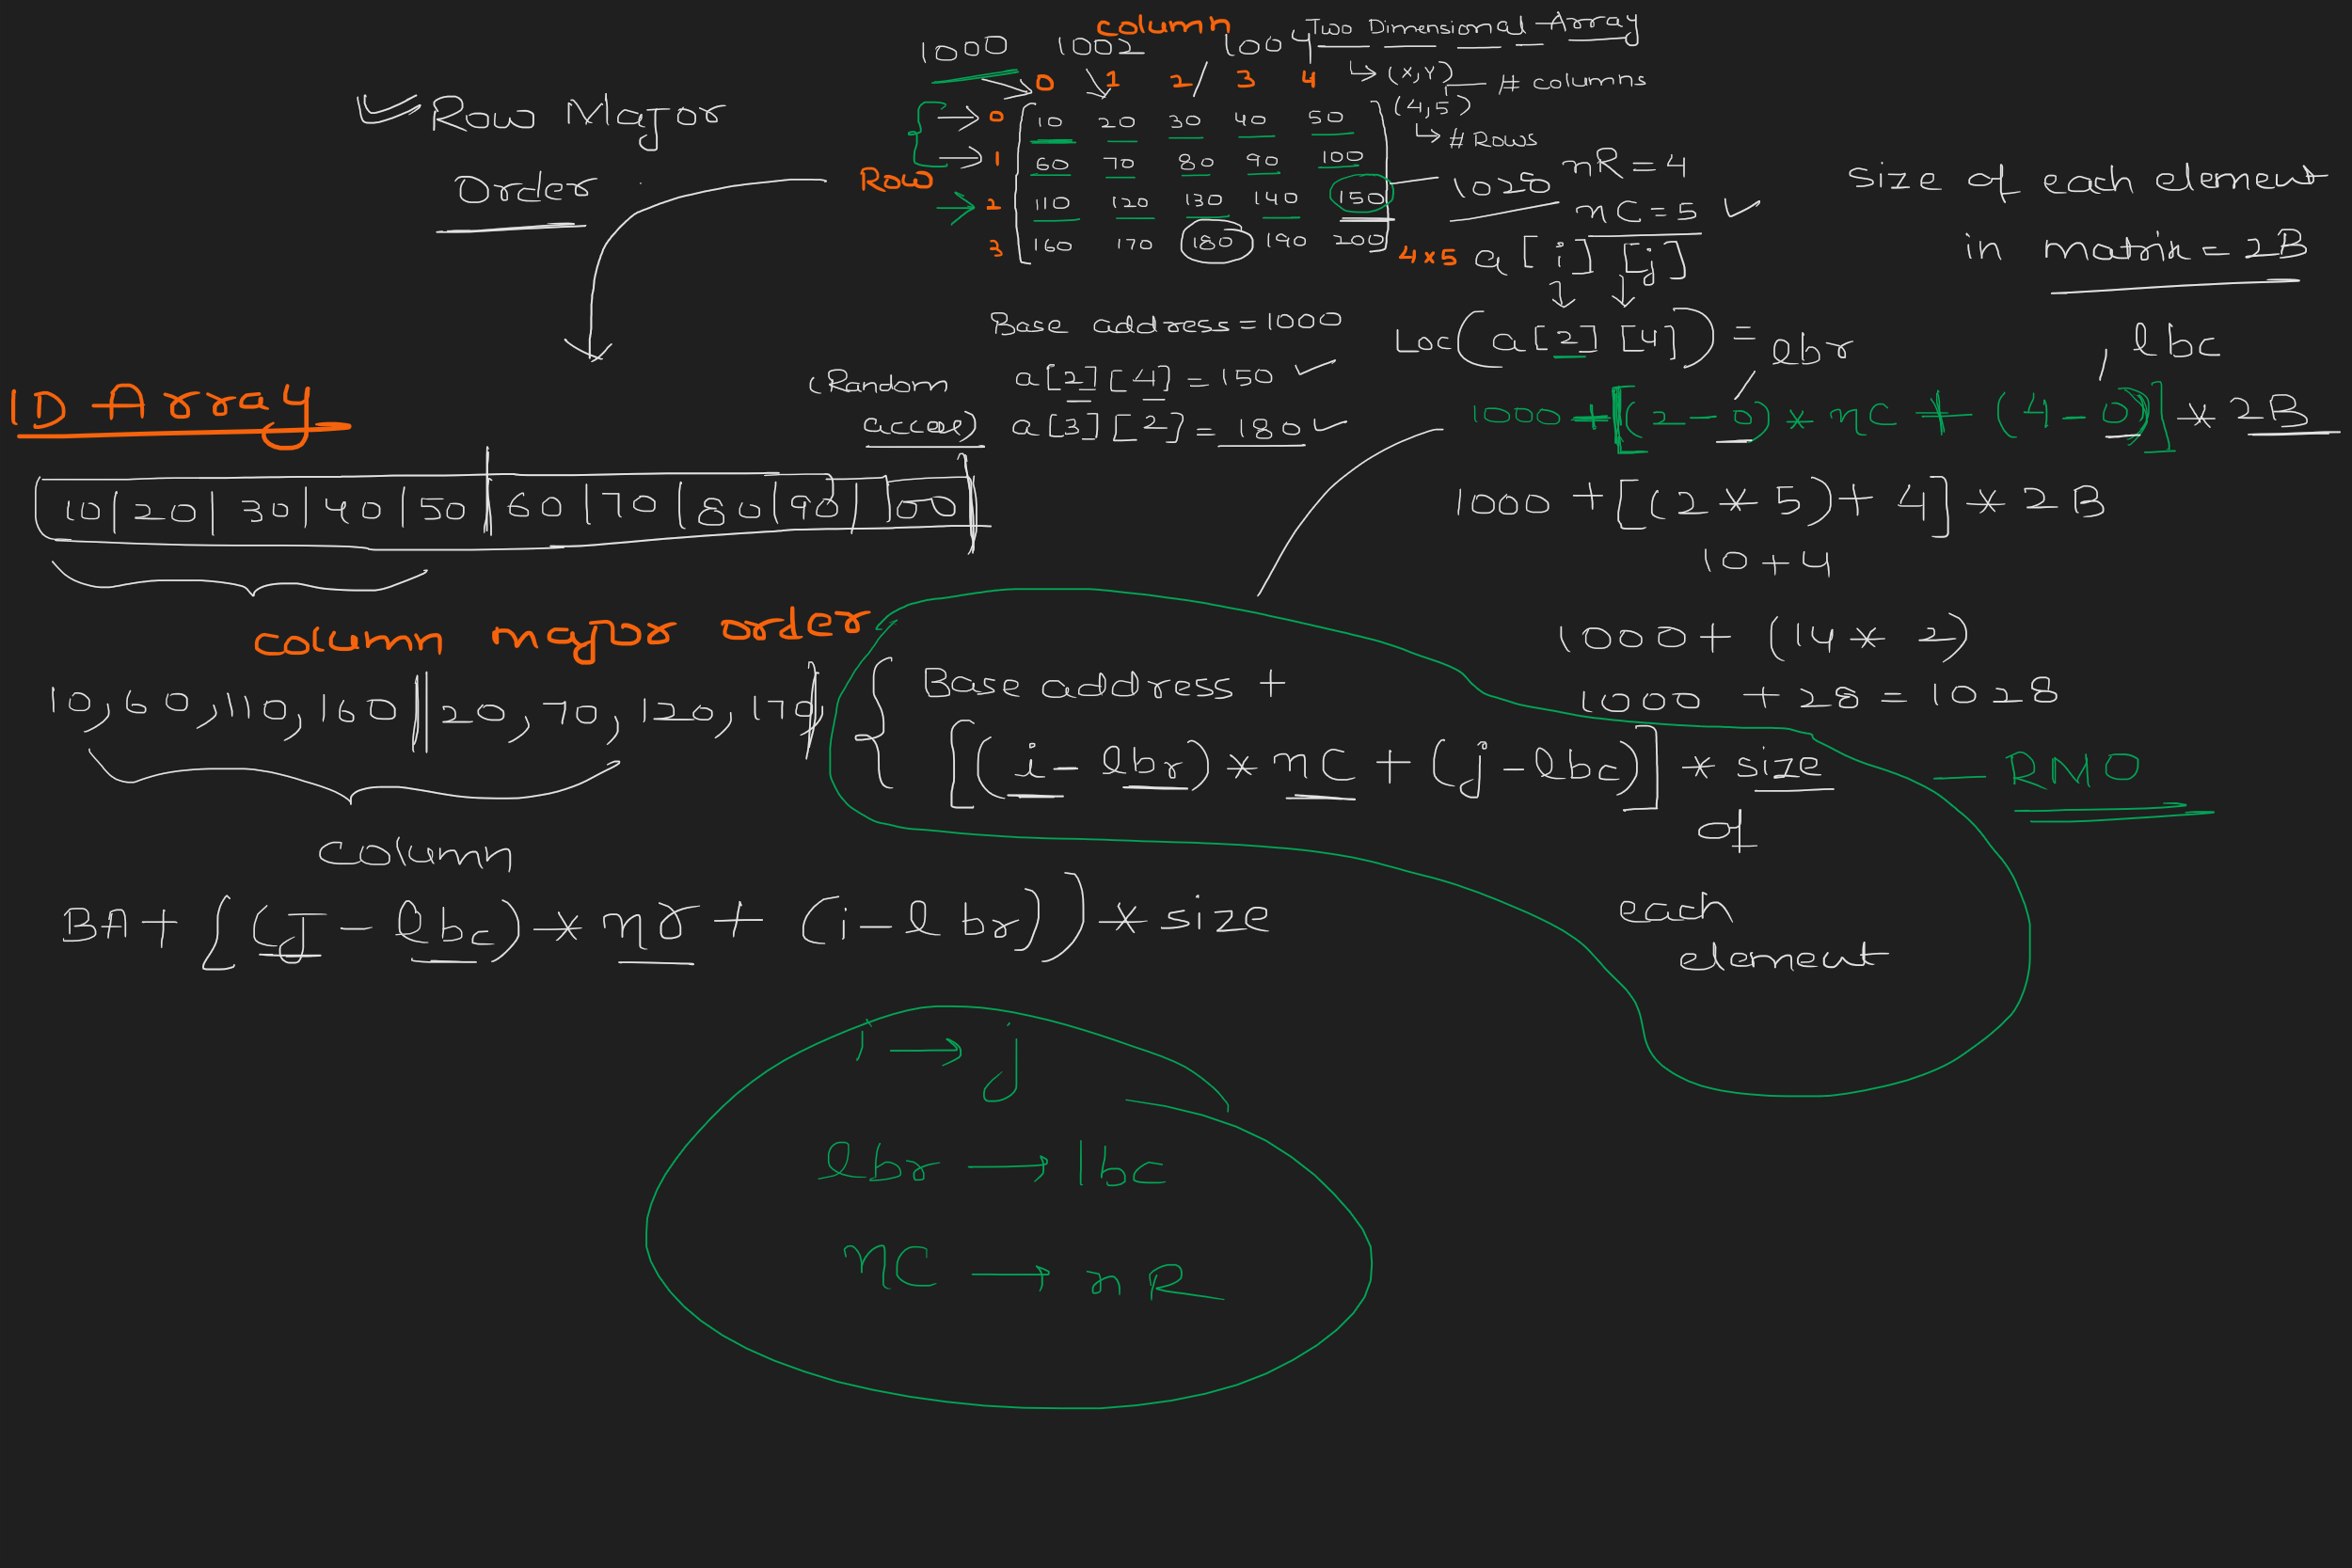 Two Dimensional Array
↳ (X,Y)
# columns
(4,5)
↳ # Rows
nR = 4
nC = 5 ✓
a[i][j]
column
1000 1002 1004
0 1 2 3 4
Row
0 10 20 30 40 50
1 60 70 80 90 100
2 110 120 130 140 150
3 160 170 180 190 200
4x5
1028
size of each element
in matrix = 2B
Row Major
Order
Base address = 1000
(Random
access)
a[2][4] = 150 ✓
a[3][2] = 180 ✓
Loc(a[2][4]) =
lbr , lbc
1000 + [(2-0) * nC + (4-0)] * 2B
1000 + [(2 * 5) + 4] * 2B
10 + 4
1000 + (14 * 2)
1000 + 28 = 1028
1D Array
10|20|30|40|50|60|70|80|90|100
column major order
10,60,110,160||20,70,120,170
column
Base address +
[(i - lbr) * nC + (j - lbc)] * size
of
each
element
- RMO
BA + [(J - lbc) * nr + (i - lbr)] * size
i → j
lbr → lbc
nC → nR